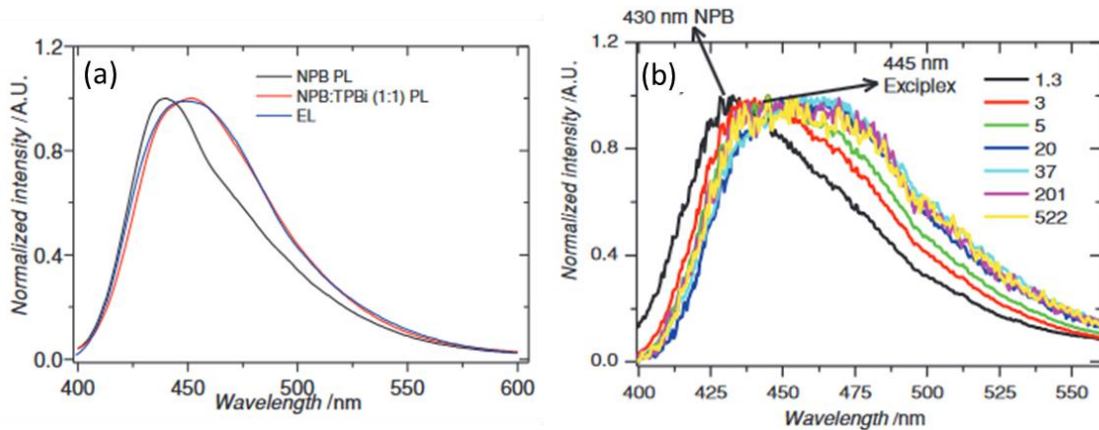 (a)
NPB PL
NPB:TPBi (1:1) PL
EL
Normalized intensity /A.U.
1.2
0.8
0.4
0.0
400
450
500
550
600
Wavelength /nm
430 nm NPB
(b)
445 nm
Exciplex
1.3
3
5
20
37
201
522
Normalized intensity /A.U.
1.2
0.8
0.4
0.0
400
425
450
475
500
525
550
Wavelength /nm